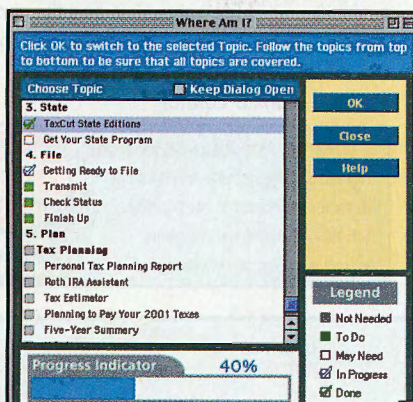 Where Am I?
Click OK to switch to the selected Topic. Follow the topics from top
to bottom to be sure that all topics are covered.
Choose Topic
Keep Dialog Open
3. State
TaxCut State Editions
Get Your State Program
4. File
Getting Ready to File
Transmit
Check Status
Finish Up
5. Plan
Tax Planning
Personal Tax Planning Report
Roth IRA Assistant
Tax Estimator
Planning to Pay Your 2001 Taxes
Five-Year Summary
OK
Close
Help
Legend
Not Needed
To Do
May Need
In Progress
Done
Progress Indicator
40%